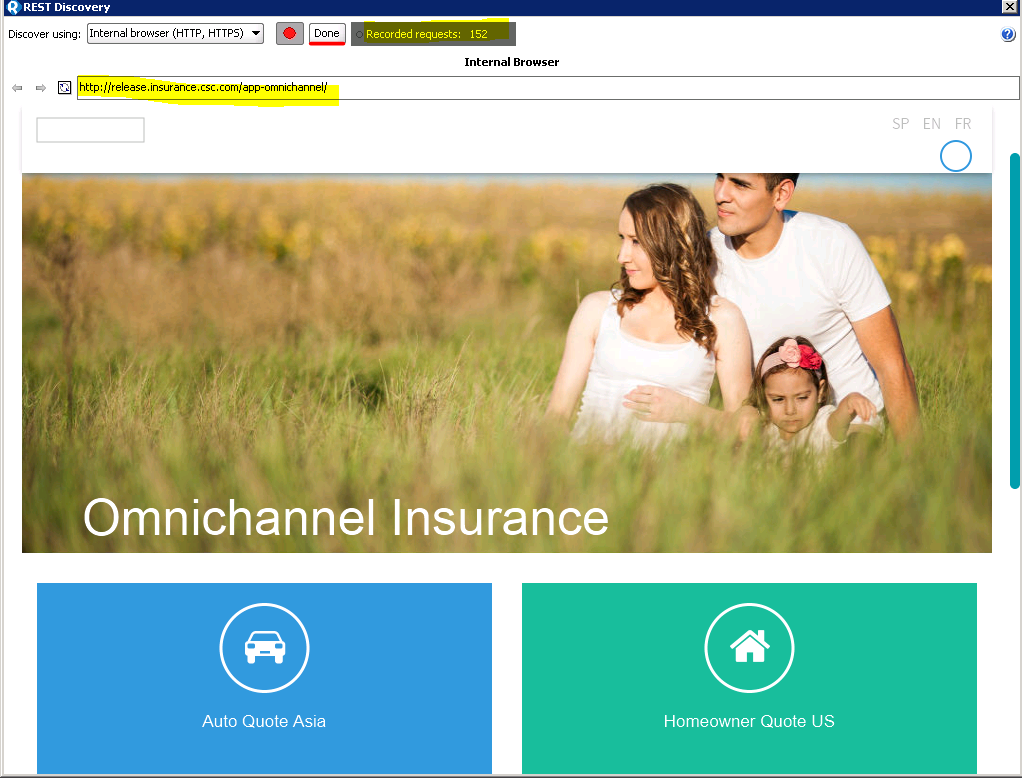 REST Discovery
Discover using: Internal browser (HTTP, HTTPS) Done Recorded requests: 152
Internal Browser
http://release.insurance.csc.com/app-omnichannel/
SP EN FR
Omnichannel Insurance
Auto Quote Asia
Homeowner Quote US